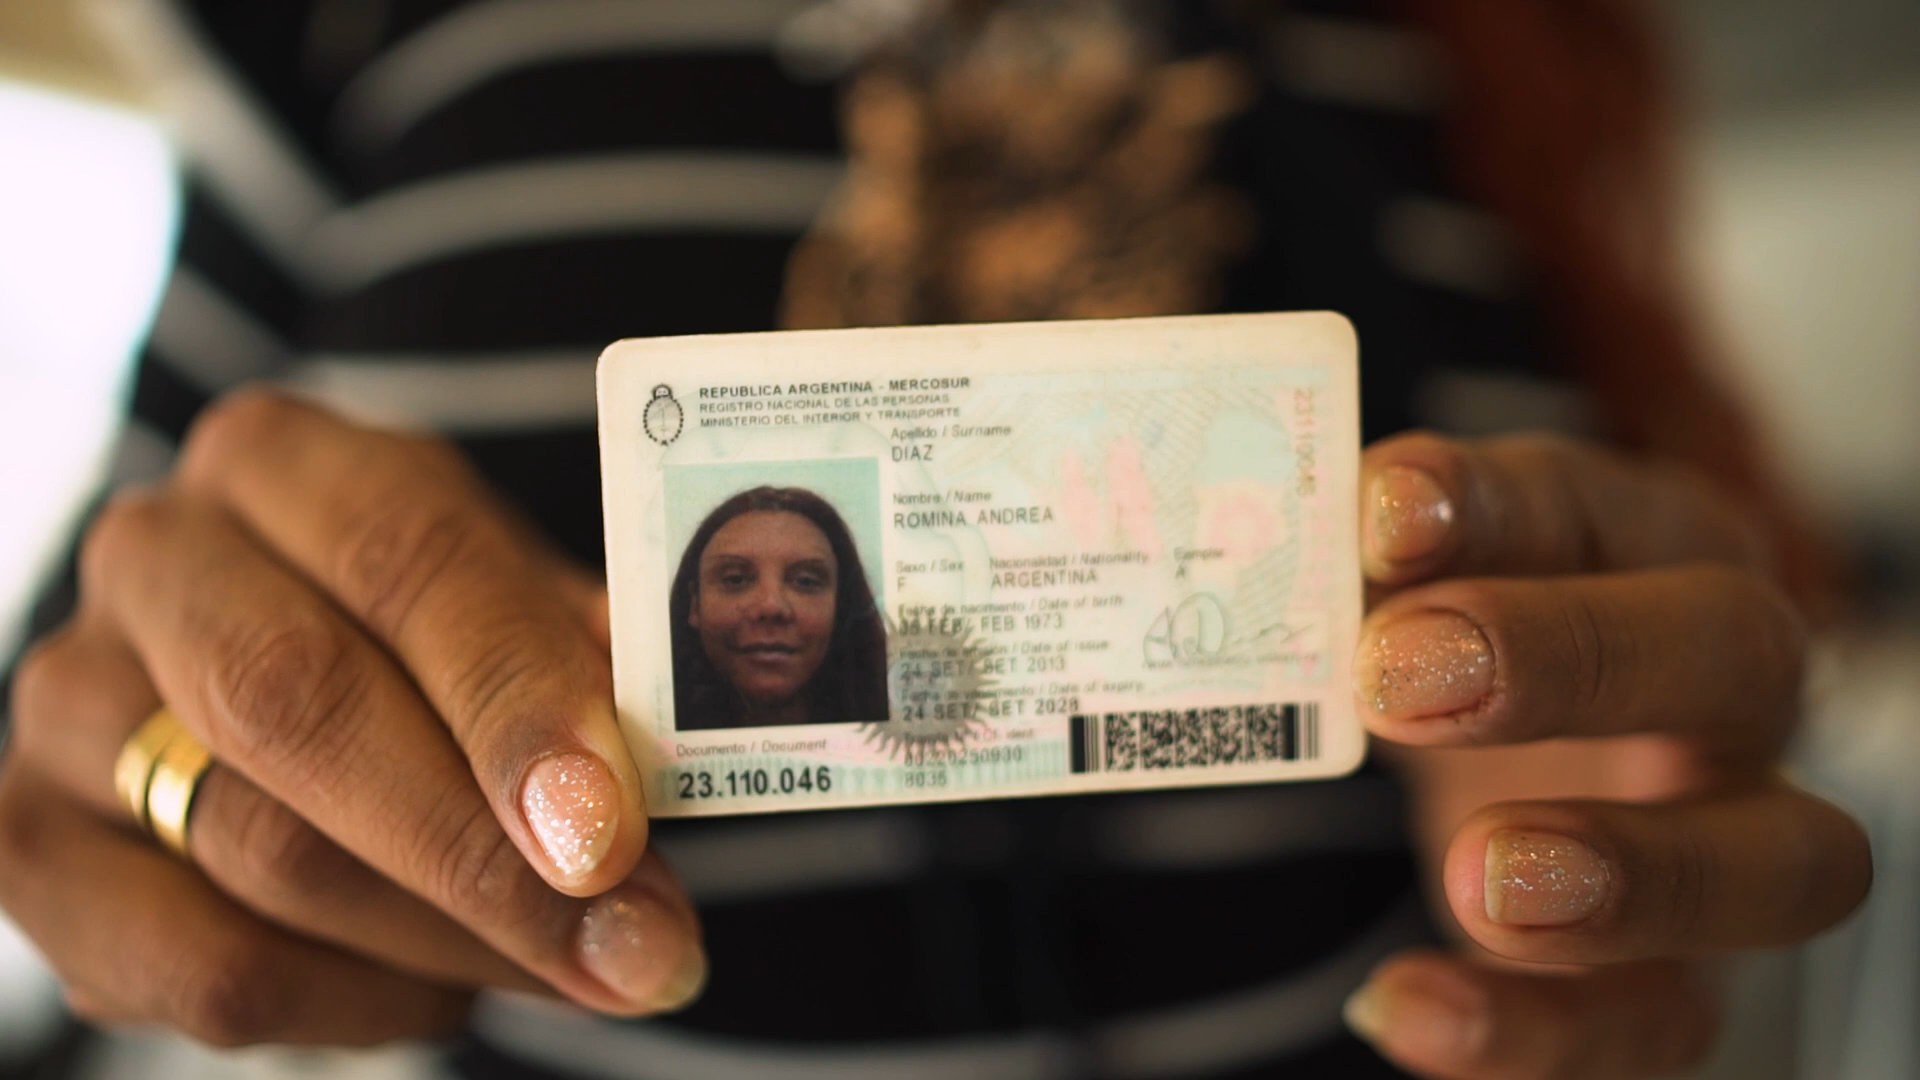 REPUBLICA ARGENTINA - MERCOSUR
REGISTRO NACIONAL DE LAS PERSONAS
MINISTERIO DEL INTERIOR Y TRANSPORTE
Apellido / Surname
DIAZ
Nombre / Name
ROMINA ANDREA
Sexo / Sex Nacionalidad / Nationality Ejemplar
F ARGENTINA A
Fecha de nacimiento / Date of birth
FEB/ FEB 1973
Fecha de emisión / Date of issue
24 SET/ SET 2013
Fecha de vencimiento / Date of expiry
24 SET/ SET 2028
Documento / Document
23.110.046
8035
23110046